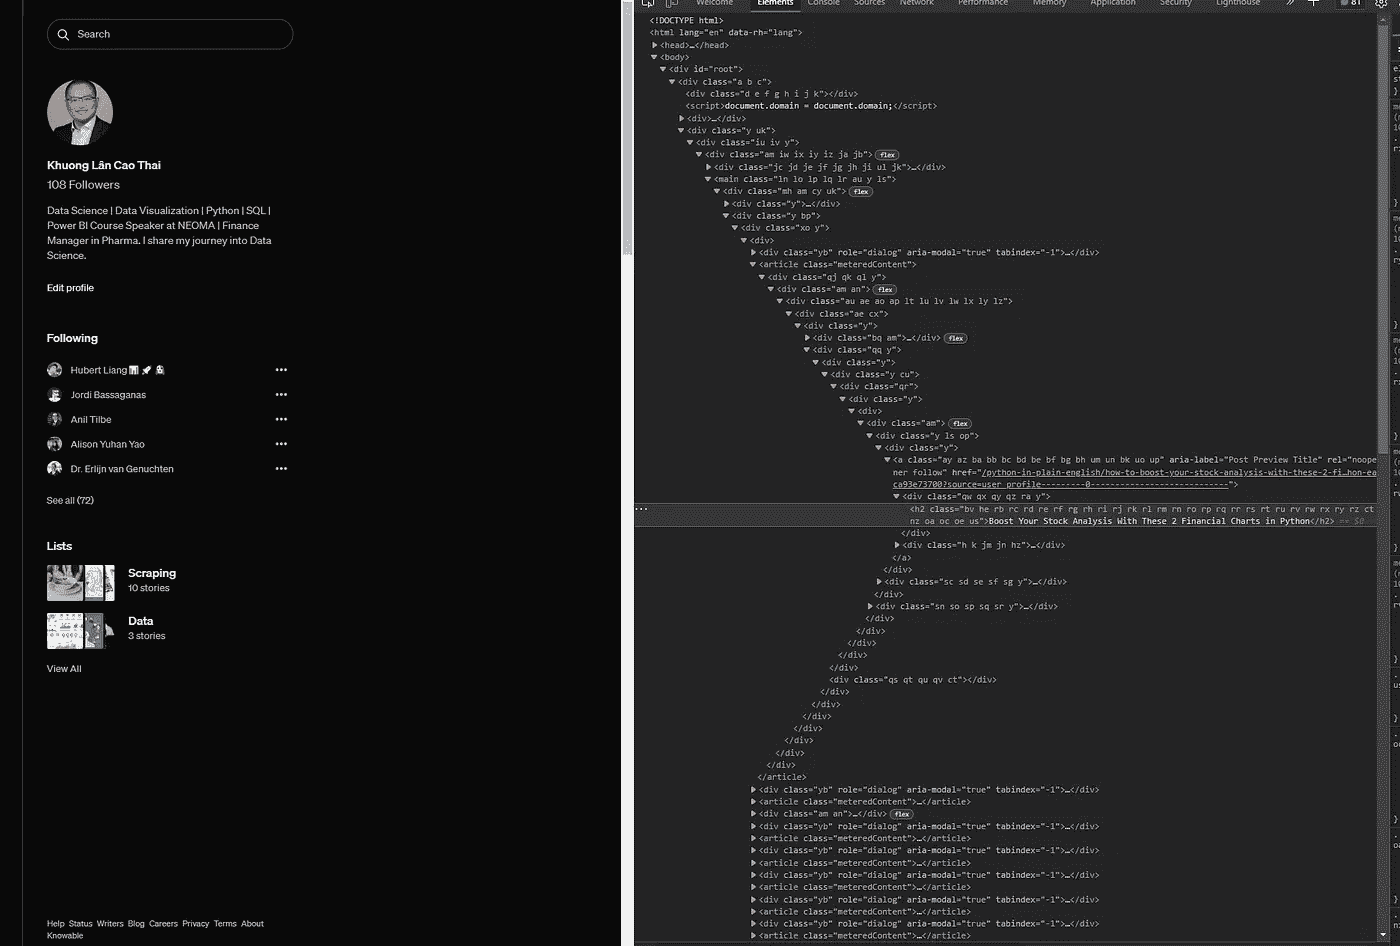 Search
Khuong Lân Cao Thai
108 Followers
Data Science | Data Visualization | Python | SQL |
Power BI Course Speaker at NEOMA | Finance
Manager in Pharma. I share my journey into Data
Science.
Edit profile
Following
Hubert Liang
Jordi Bassaganas
Anil Tilbe
Alison Yuhan Yao
Dr. Erlijn van Genuchten
See all (72)
Lists
Scraping
10 stories
Data
3 stories
View All
Help Status Writers Blog Careers Privacy Terms About
Knowable
Welcome Elements Console Sources Network Performance Memory Application Security Lighthouse
<!DOCTYPE html>
<html lang="en" data-rh="lang">
<head>…</head>
<body>
<div id="root">
<div class="a b c">
<div class="d e f g h i j k"></div>
<script>document.domain = document.domain;</script>
<div>…</div>
<div class="y uk">
<div class="iu iv y">
<div class="am iw ix iy iz ja jb"> flex
<div class="jc jd je jf jg jh ji ul jk">…</div>
<main class="ln lo lp lq lr au y ls">
<div class="mh am cy uk"> flex
<div class="y">…</div>
<div class="y bp">
<div class="xo y">
<div>
<div class="yb" role="dialog" aria-modal="true" tabindex="-1">…</div>
<article class="meteredContent">
<div class="qj qk ql y">
<div class="am an"> flex
<div class="au ae ao ap lt lu lv lw lx ly lz">
<div class="ae cx">
<div class="y">
<div class="bq am">…</div> flex
<div class="qq y">
<div class="y">
<div class="y cu">
<div class="qr">
<div class="y">
<div>
<div class="am"> flex
<div class="y ls op">
<div class="y">
<a class="ay az ba bb bc bd be bf bg bh um un bk uo up" aria-label="Post Preview Title" rel="noope
ner follow" href="/python-in-plain-english/how-to-boost-your-stock-analysis-with-these-2-fi…hon-ea
ca93e73700?source=user_profile---------0----------------------------">
<div class="qw qx qy qz ra y">
<h2 class="bv he rb rc rd re rf rg rh ri rj rk rl rm rn ro rp rq rr rs rt ru rv rw rx ry rz ct
nz oa oc oe us">Boost Your Stock Analysis With These 2 Financial Charts in Python</h2> == $0
</div>
<div class="h k jm jn hz">…</div>
</a>
</div>
<div class="sc sd se sf sg y">…</div>
</div>
<div class="sn so sp sq sr y">…</div>
</div>
</div>
</div>
</div>
</div>
<div class="qs qt qu qv ct"></div>
</div>
</div>
</div>
</div>
</div>
</div>
</div>
</article>
<div class="yb" role="dialog" aria-modal="true" tabindex="-1">…</div>
<article class="meteredContent">…</article>
<div class="am an">…</div> flex
<div class="yb" role="dialog" aria-modal="true" tabindex="-1">…</div>
<article class="meteredContent">…</article>
<div class="yb" role="dialog" aria-modal="true" tabindex="-1">…</div>
<article class="meteredContent">…</article>
<div class="yb" role="dialog" aria-modal="true" tabindex="-1">…</div>
<article class="meteredContent">…</article>
<div class="yb" role="dialog" aria-modal="true" tabindex="-1">…</div>
<article class="meteredContent">…</article>
<div class="yb" role="dialog" aria-modal="true" tabindex="-1">…</div>
<article class="meteredContent">…</article>